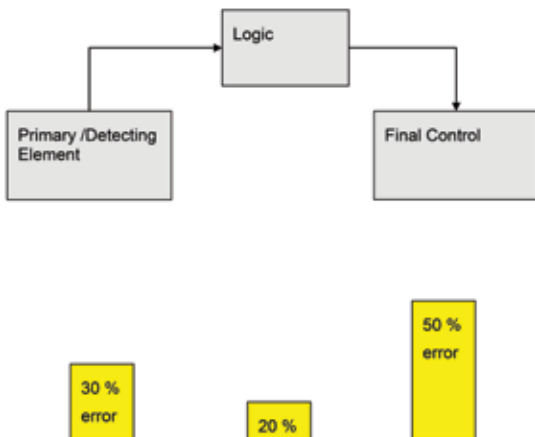 Logic
Primary /Detecting
Element
Final Control
50 %
error
30 %
error
20 %